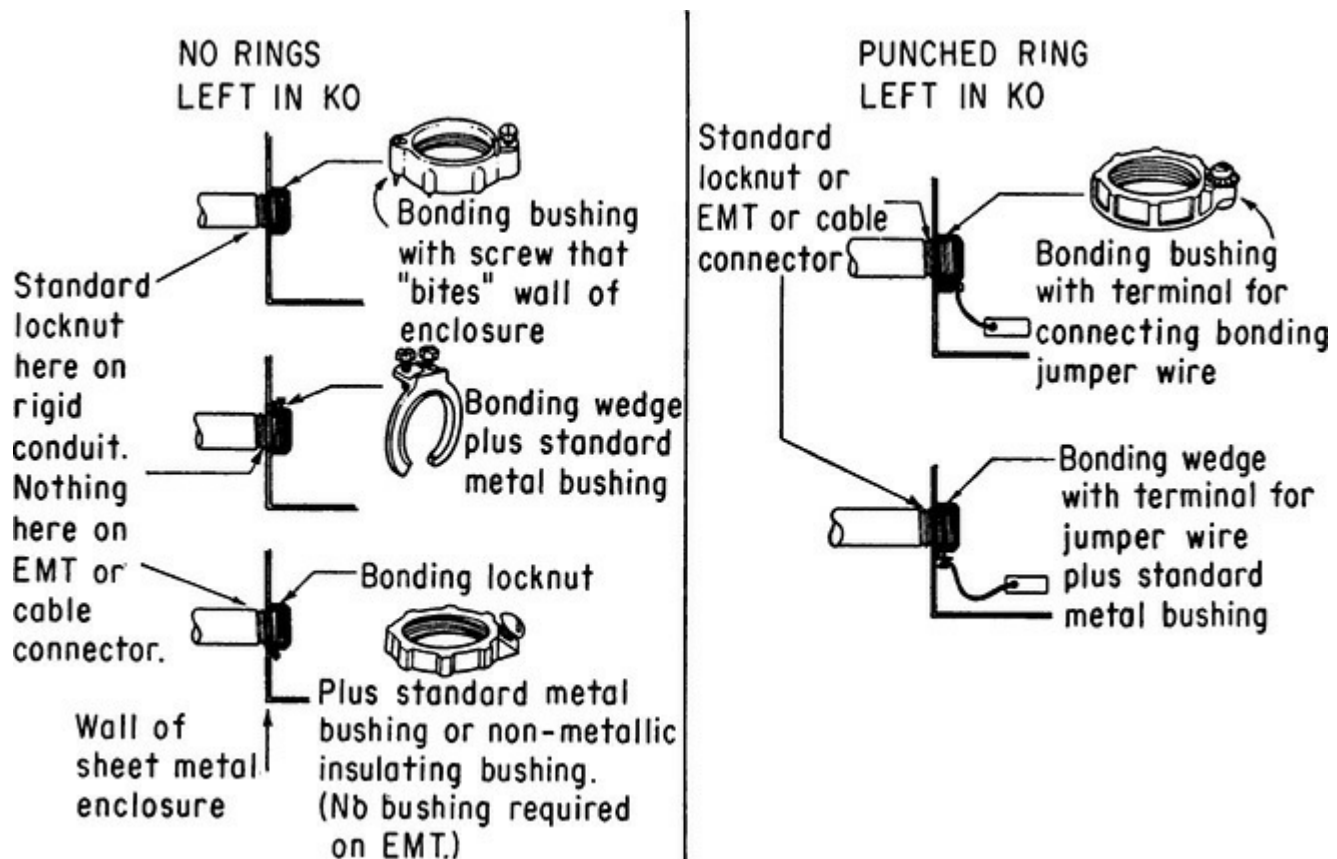 NO RINGS
LEFT IN KO
Bonding bushing
with screw that
"bites" wall of
enclosure
Standard
locknut
here on
rigid
conduit.
Nothing
here on
EMT or
cable
connector.
Bonding wedge
plus standard
metal bushing
Bonding locknut
Plus standard metal
bushing or non-metallic
insulating bushing.
(No bushing required
on EMT.)
Wall of
sheet metal
enclosure
PUNCHED RING
LEFT IN KO
Standard
locknut or
EMT or cable
connector
Bonding bushing
with terminal for
connecting bonding
jumper wire
Bonding wedge
with terminal for
jumper wire
plus standard
metal bushing